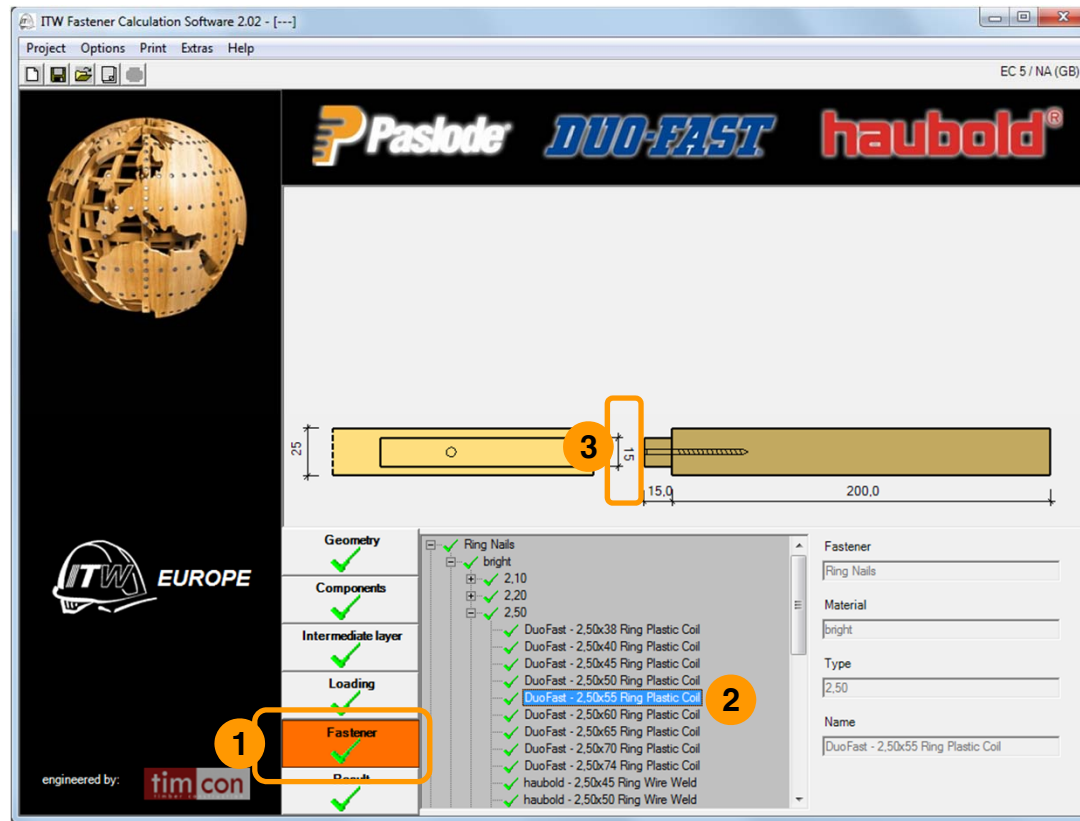 ITW Fastener Calculation Software 2.02 - [---]
Project Options Print Extras Help
EC 5 / NA (GB)
Paslode® DUO-FAST haubold®
25
3
15
15,0
200,0
ITW EUROPE
engineered by: timcon
Geometry
Components
Intermediate layer
Loading
1
Fastener
Result
Ring Nails
bright
2,10
2,20
2,50
DuoFast - 2,50x38 Ring Plastic Coil
DuoFast - 2,50x40 Ring Plastic Coil
DuoFast - 2,50x45 Ring Plastic Coil
DuoFast - 2,50x50 Ring Plastic Coil
DuoFast - 2,50x55 Ring Plastic Coil
2
DuoFast - 2,50x60 Ring Plastic Coil
DuoFast - 2,50x65 Ring Plastic Coil
DuoFast - 2,50x70 Ring Plastic Coil
DuoFast - 2,50x74 Ring Plastic Coil
haubold - 2,50x45 Ring Wire Weld
haubold - 2,50x50 Ring Wire Weld
Fastener
Ring Nails
Material
bright
Type
2,50
Name
DuoFast - 2,50x55 Ring Plastic Coil